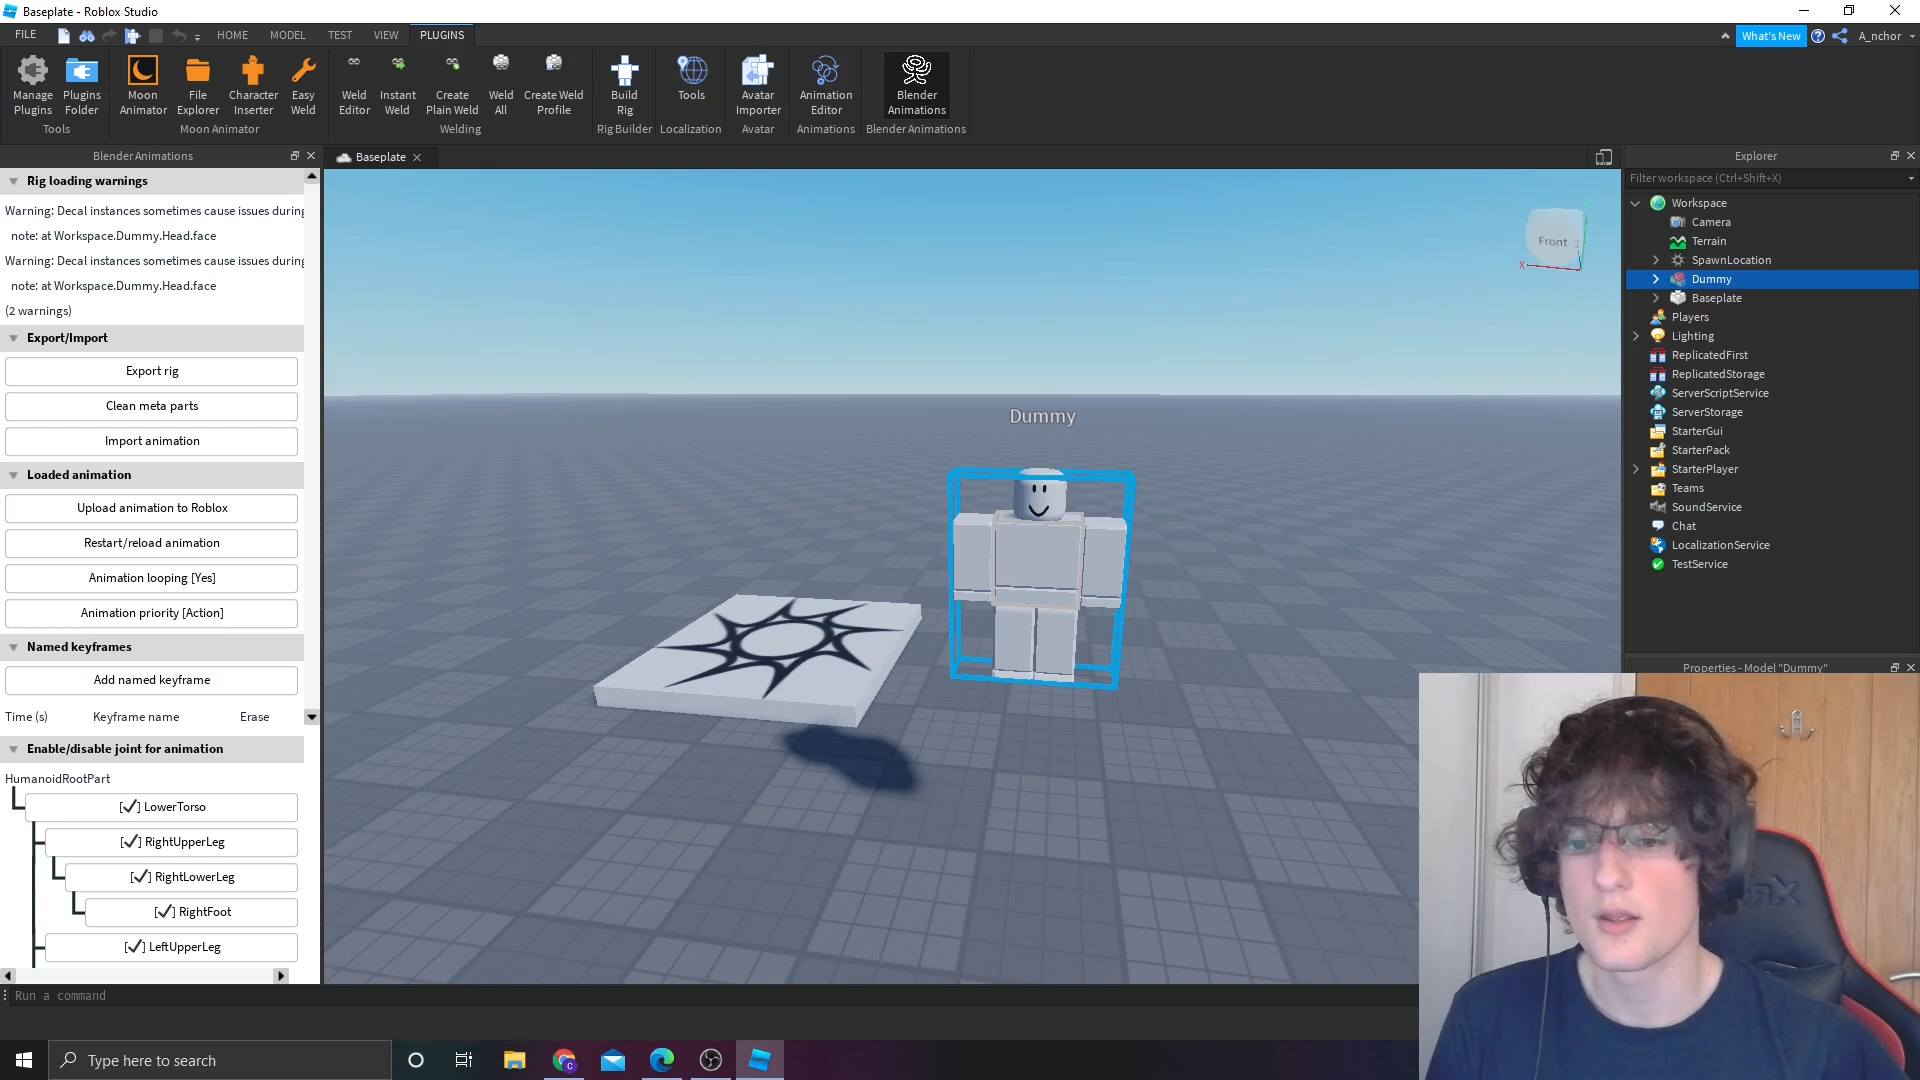 Baseplate - Roblox Studio
FILE HOME MODEL TEST VIEW PLUGINS What's New A_nchor
Manage Plugins
Plugins Folder
Moon Animator
File Explorer
Character Inserter
Easy Weld
Weld Editor
Instant Weld
Create Plain Weld
Weld All
Create Weld Profile
Build Rig
Tools
Avatar Importer
Animation Editor
Blender Animations
Tools Moon Animator Welding Rig Builder Localization Avatar Animations Blender Animations
Blender Animations
Rig loading warnings
Warning: Decal instances sometimes cause issues during
note: at Workspace.Dummy.Head.face
Warning: Decal instances sometimes cause issues during
note: at Workspace.Dummy.Head.face
(2 warnings)
Export/Import
Export rig
Clean meta parts
Import animation
Loaded animation
Upload animation to Roblox
Restart/reload animation
Animation looping [Yes]
Animation priority [Action]
Named keyframes
Add named keyframe
Time (s) Keyframe name Erase
Enable/disable joint for animation
HumanoidRootPart
[✓] LowerTorso
[✓] RightUpperLeg
[✓] RightLowerLeg
[✓] RightFoot
[✓] LeftUpperLeg
Baseplate
Front
X
Dummy
Explorer
Filter workspace (Ctrl+Shift+X)
Workspace
Camera
Terrain
SpawnLocation
Dummy
Baseplate
Players
Lighting
ReplicatedFirst
ReplicatedStorage
ServerScriptService
ServerStorage
StarterGui
StarterPack
StarterPlayer
Teams
SoundService
Chat
LocalizationService
TestService
Properties - Model "Dummy"
Run a command
Type here to search